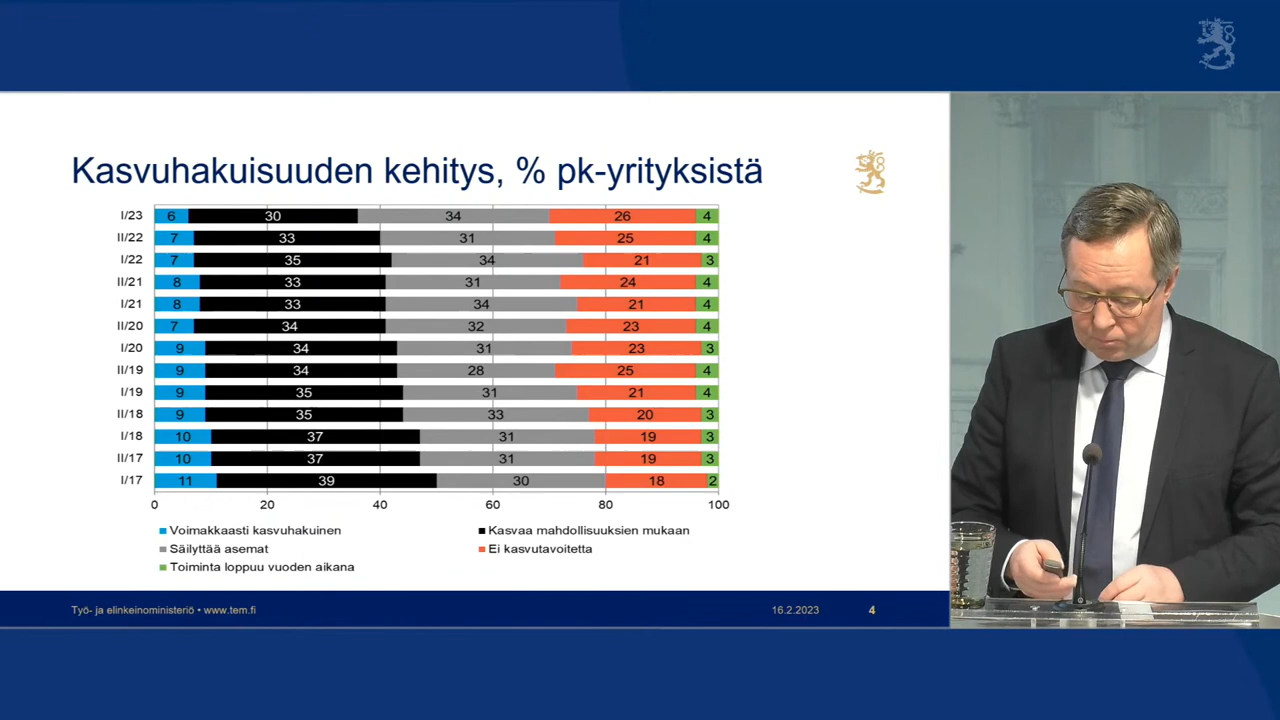 Kasvuhakuisuuden kehitys, % pk-yrityksistä
I/23 6 30 34 26 4
II/22 7 33 31 25 4
I/22 7 35 34 21 3
II/21 8 33 31 24 4
I/21 8 33 34 21 4
II/20 7 34 32 23 4
I/20 9 34 31 23 3
II/19 9 34 28 25 4
I/19 9 35 31 21 4
II/18 9 35 33 20 3
I/18 10 37 31 19 3
II/17 10 37 31 19 3
I/17 11 39 30 18 2
0 20 40 60 80 100
Voimakkaasti kasvuhakuinen Kasvaa mahdollisuuksien mukaan
Säilyttää asemat Ei kasvutavoitetta
Toiminta loppuu vuoden aikana
Työ- ja elinkeinoministeriö • www.tem.fi 16.2.2023 4